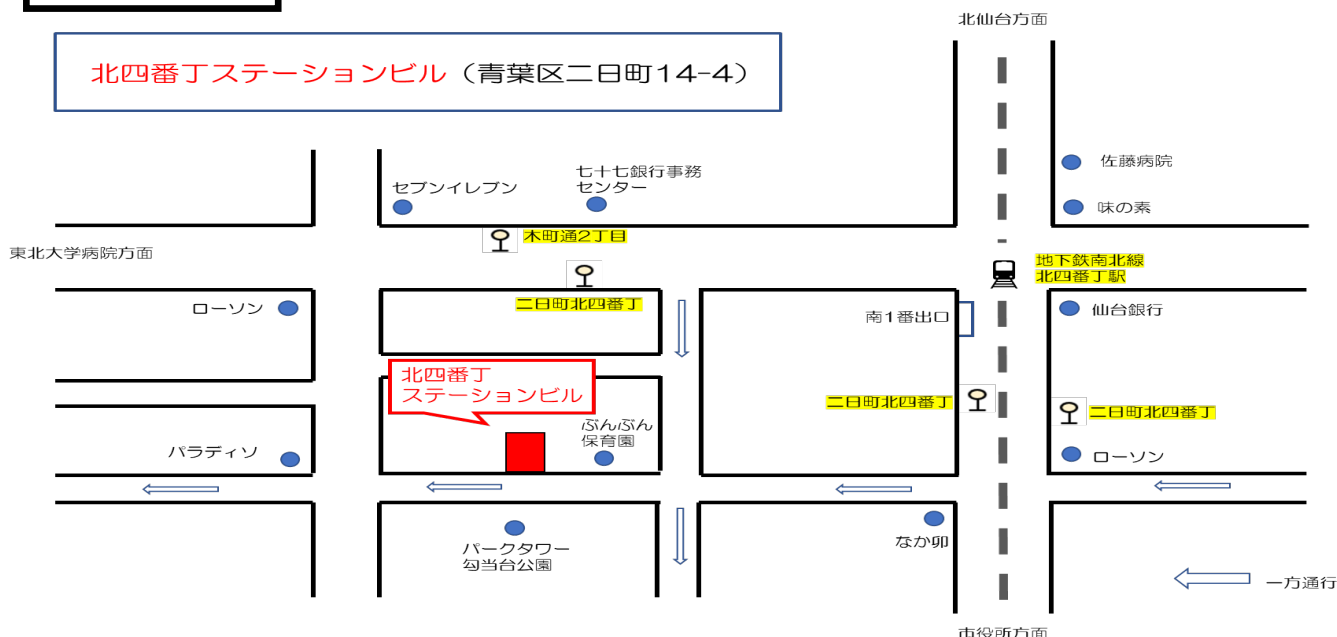 北仙台方面
北四番丁ステーションビル（青葉区二日町14-4）
佐藤病院
七十七銀行事務
センター
セブンイレブン
味の素
木町通2丁目
東北大学病院方面
地下鉄南北線
北四番丁駅
二日町北四番丁
ローソン
南1番出口
仙台銀行
北四番丁
ステーションビル
二日町北四番丁
二日町北四番丁
ぶんぶん
保育園
パラディソ
ローソン
パークタワー
勾当台公園
なか卯
一方通行
市役所方面